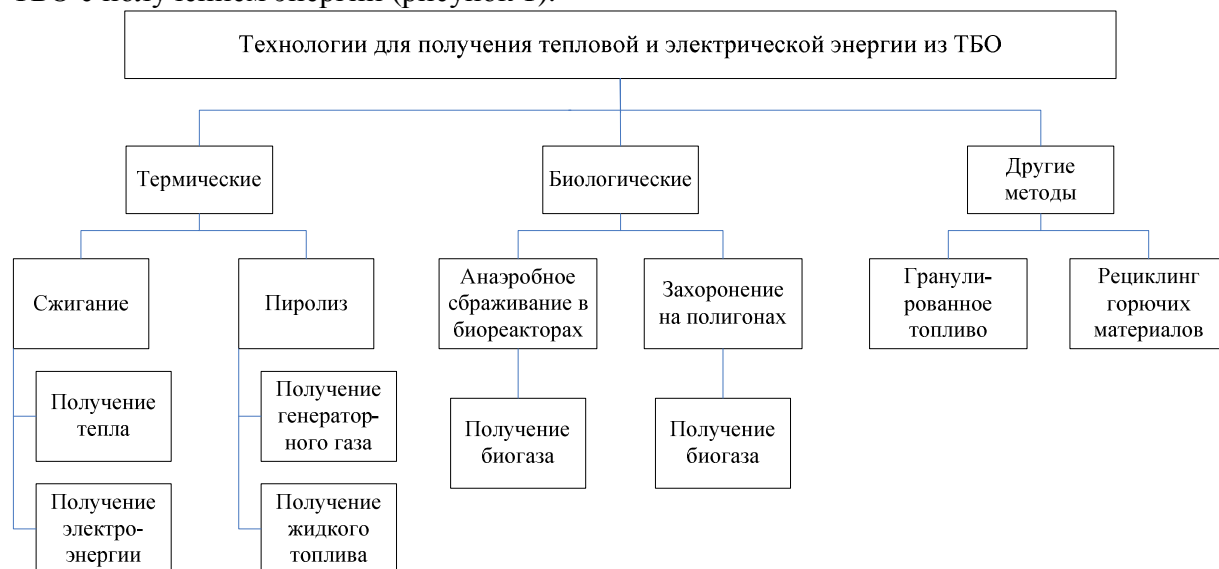 ТБО с получением энергии (рисунок 1).
Технологии для получения тепловой и электрической энергии из ТБО
Термические
Биологические
Другие
методы
Сжигание
Пиролиз
Анаэробное
сбраживание в
биореакторах
Захоронение
на полигонах
Гранули-
рованное
топливо
Рециклинг
горючих
материалов
Получение
тепла
Получение
генератор-
ного газа
Получение
биогаза
Получение
биогаза
Получение
электро-
энергии
Получение
жидкого
топлива